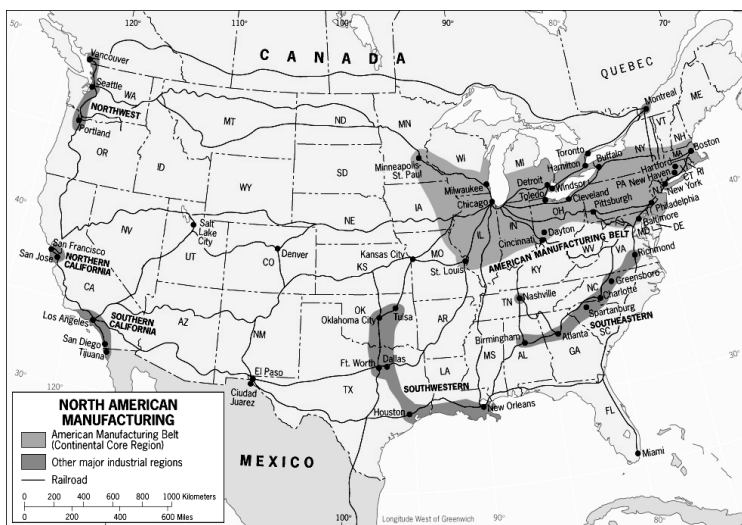 50°
120°
110°
100°
90°
80°
70°
CANADA
QUEBEC
Vancouver
Seattle
WA
NORTHWEST
Portland
OR
ID
MT
ND
MN
Minneapolis-
St. Paul
WI
MI
Montreal
ME
VT
NH
Toronto
Hamilton
Buffalo
NY
MA
Boston
Hartford
New Haven
CT
RI
SD
WY
IA
Milwaukee
Chicago
Detroit
Windsor
Toledo
Cleveland
PA
Pittsburgh
NJ
New York
Philadelphia
Baltimore
MD
DE
40°
NE
NV
Salt
Lake
City
UT
Denver
CO
IL
IN
OH
Dayton
Cincinnati
AMERICAN MANUFACTURING BELT
WV
VA
Richmond
San Francisco
San Jose
NORTHERN
CALIFORNIA
CA
KS
Kansas City
MO
St. Louis
KY
Greensboro
NC
Charlotte
Spartanburg
SOUTHEASTERN
SC
TN
Nashville
Los Angeles
SOUTHERN
CALIFORNIA
San Diego
Tijuana
AZ
NM
OK
Oklahoma City
Tulsa
AR
Birmingham
AL
Atlanta
GA
MS
El Paso
Ciudad
Juarez
TX
Ft. Worth
Dallas
LA
SOUTHWESTERN
Houston
New Orleans
FL
Miami
30°
30°
120°
MEXICO
NORTH AMERICAN
MANUFACTURING
American Manufacturing Belt
(Continental Core Region)
Other major industrial regions
Railroad
0 200 400 600 800 1000 Kilometers
0 200 400 600 Miles
100°
Longitude West of Greenwich
90°
80°